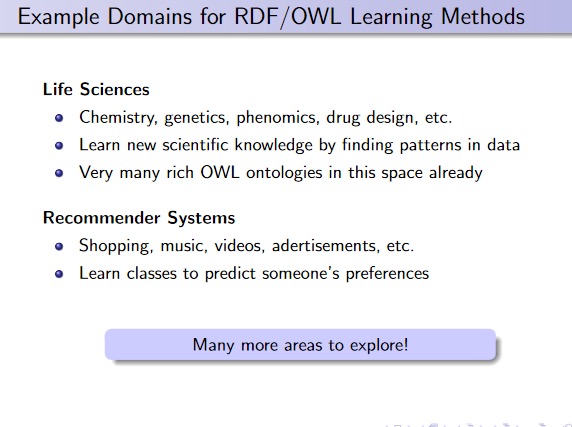 Example Domains for RDF/OWL Learning Methods
Life Sciences
Chemistry, genetics, phenomics, drug design, etc.
Learn new scientific knowledge by finding patterns in data
Very many rich OWL ontologies in this space already
Recommender Systems
Shopping, music, videos, adertisements, etc.
Learn classes to predict someone's preferences
Many more areas to explore!